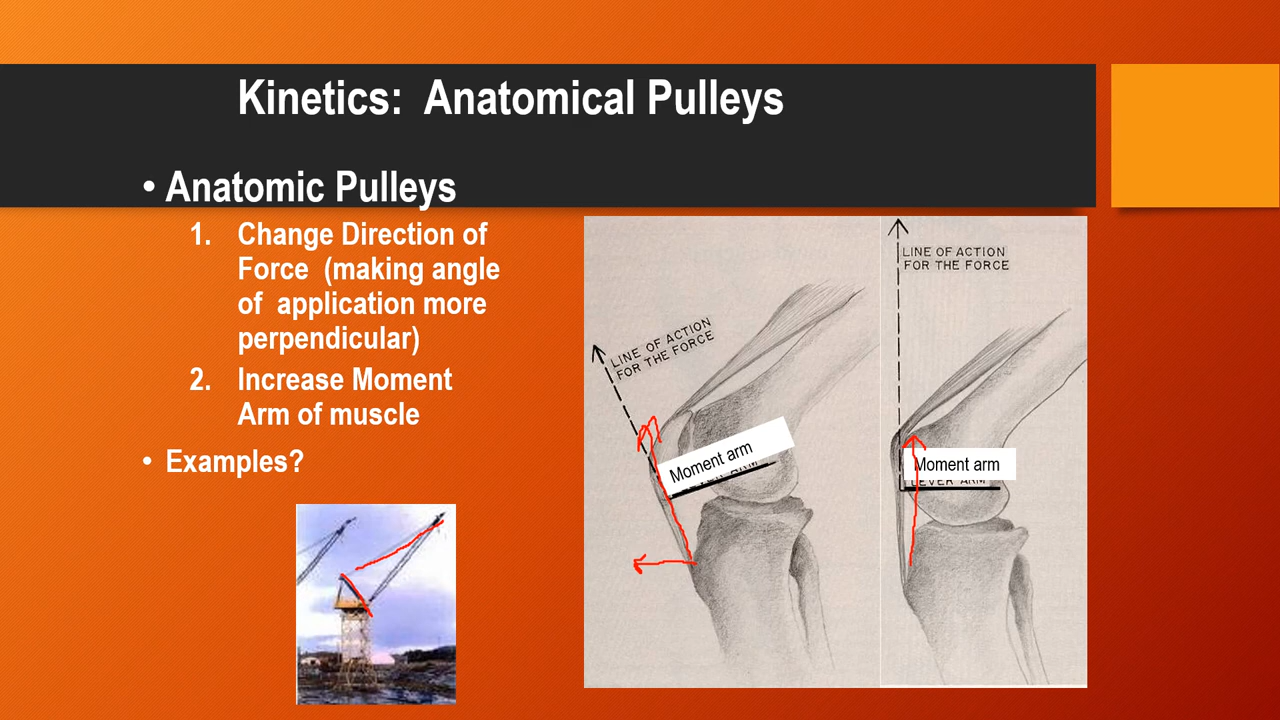 Kinetics:  Anatomical Pulleys
• Anatomic Pulleys
1. Change Direction of
Force  (making angle
of  application more
perpendicular)
2. Increase Moment
Arm of muscle
• Examples?
LINE OF ACTION
FOR THE FORCE
Moment arm
LINE OF ACTION
FOR THE FORCE
Moment arm
LEVER ARM